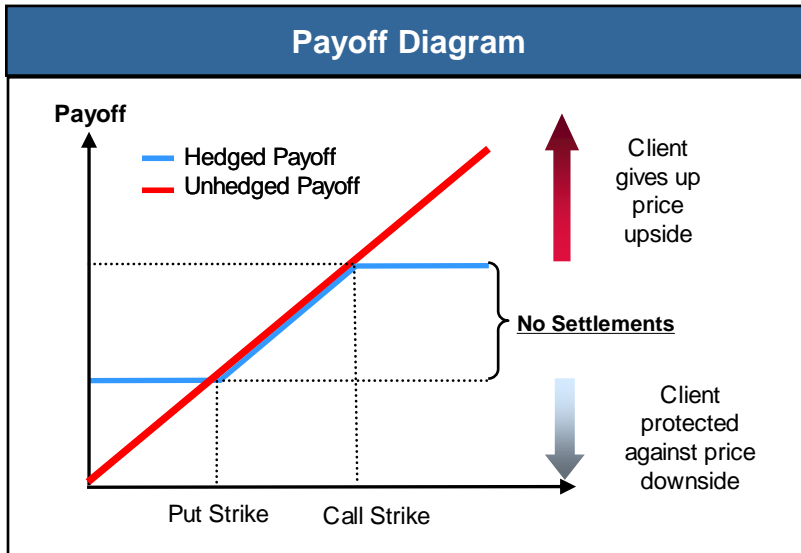 Payoff Diagram
Payoff
Hedged Payoff
Unhedged Payoff
Client
gives up
price
upside
No Settlements
Client
protected
against price
downside
Put Strike
Call Strike